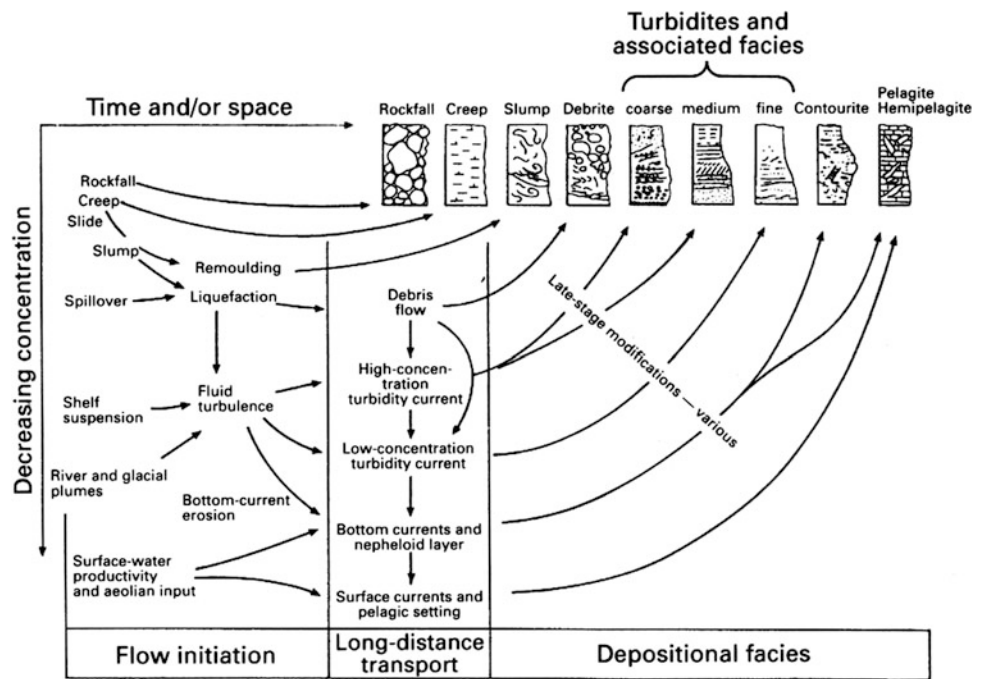 Turbidites and
associated facies
Time and/or space
Rockfall Creep Slump Debrite coarse medium fine Contourite Pelagite
Hemipelagite
Decreasing concentration
Rockfall
Creep
Slide
Slump
Remoulding
Spillover
Liquefaction
Shelf
suspension
Fluid
turbulence
River and glacial
plumes
Bottom-current
erosion
Surface-water
productivity
and aeolian input
Debris
flow
High-concen-
tration
turbidity current
Low-concentration
turbidity current
Bottom currents and
nepheloid layer
Surface currents and
pelagic setting
Late-stage modifications — various
Flow initiation
Long-distance
transport
Depositional facies